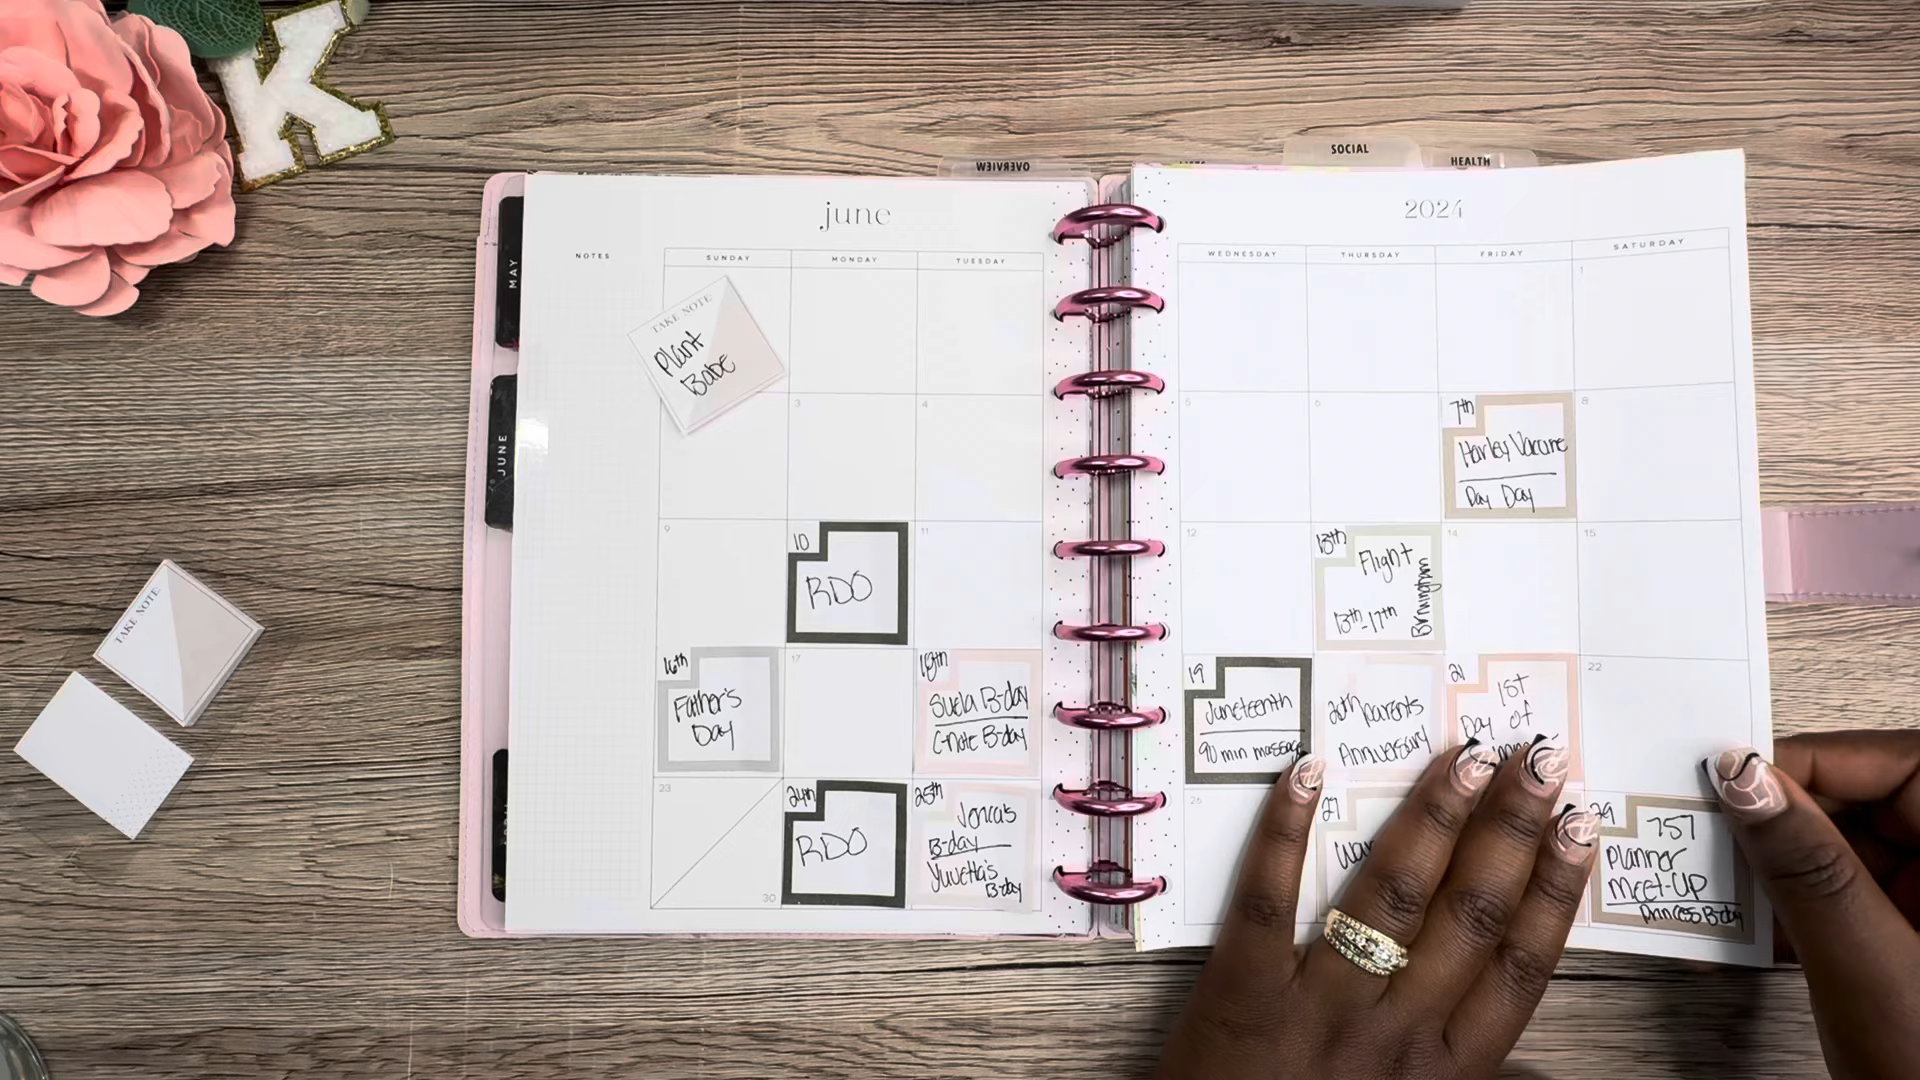 K
OVERVIEW
SOCIAL
HEALTH
MAY
JUNE
june
2024
NOTES
SUNDAY
MONDAY
TUESDAY
WEDNESDAY
THURSDAY
FRIDAY
SATURDAY
1
TAKE NOTE
Plant
Babe
3
4
5
6
7th
Harley Vaccine
Day Day
8
9
10
RDO
11
12
13th
Flight
13th-17th
Birmingham
14
15
16th
Father's
Day
17
18th
Suela B-day
C-Note B-day
19
Juneteenth
90 min massage
20th parents
Anniversary
21
1st
Day of
22
23
30
24th
RDO
25th
B-day
Yuvetta's
B-day
26
27
29
757
Planner
Meet-Up
Princess B-day
TAKE NOTE